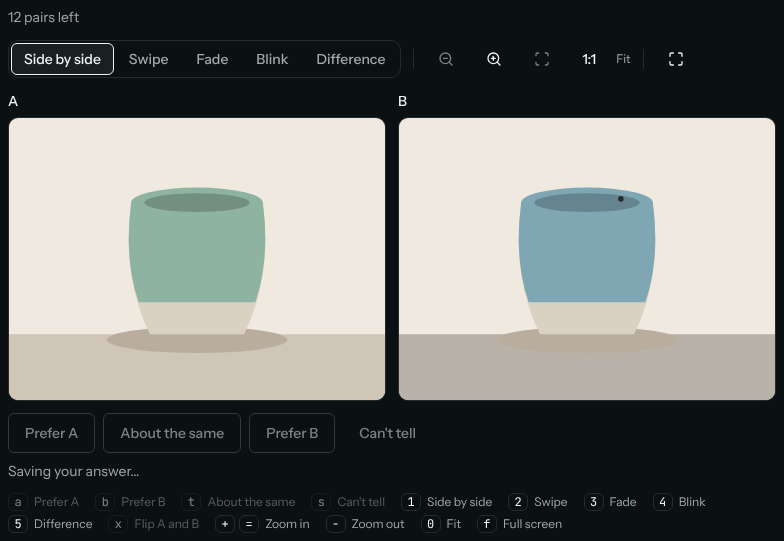 12 pairs left
Side by side Swipe Fade Blink Difference 1:1 Fit
A B
Prefer A About the same Prefer B Can't tell
Saving your answer...
a Prefer A b Prefer B t About the same s Can't tell 1 Side by side 2 Swipe 3 Fade 4 Blink
5 Difference x Flip A and B + = Zoom in - Zoom out 0 Fit f Full screen